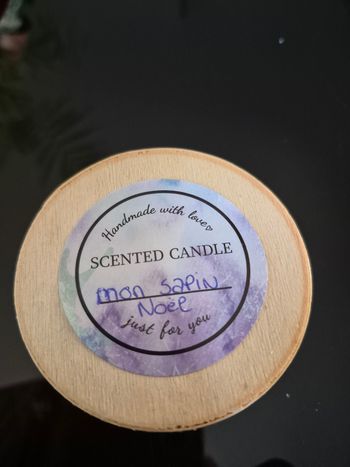 Handmade with love♡
SCENTED CANDLE
mon sapin
Noël
just for you